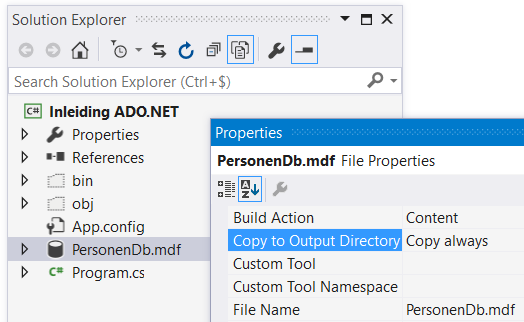 Solution Explorer
Search Solution Explorer (Ctrl+$)
C# Inleiding ADO.NET
Properties
References
bin
obj
App.config
PersonenDb.mdf
C# Program.cs
Properties
PersonenDb.mdf File Properties
Build Action Content
Copy to Output Directory Copy always
Custom Tool
Custom Tool Namespace
File Name PersonenDb.mdf